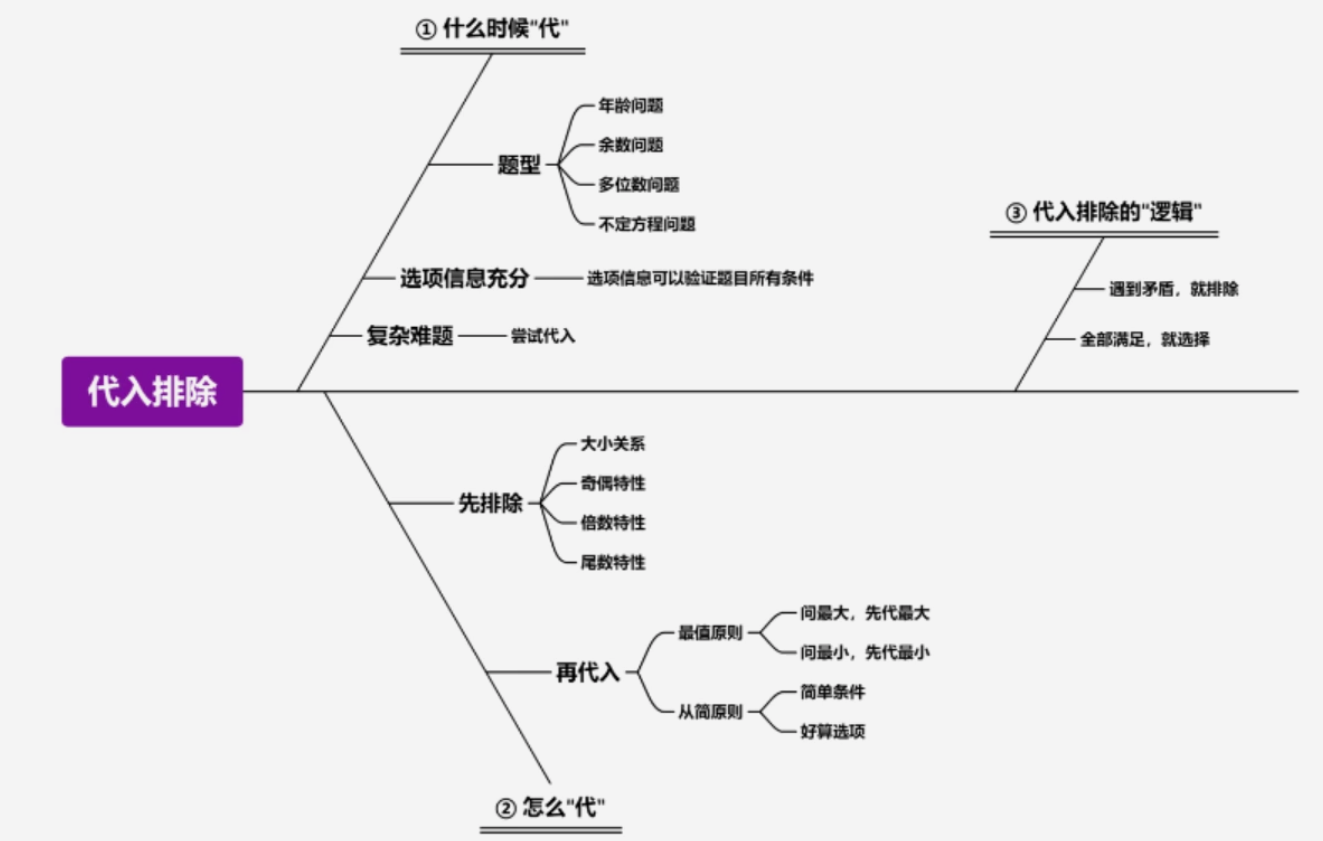 代入排除
① 什么时候"代"
题型
年龄问题
余数问题
多位数问题
不定方程问题
选项信息充分
选项信息可以验证题目所有条件
复杂难题
尝试代入
② 怎么"代"
先排除
大小关系
奇偶特性
倍数特性
尾数特性
再代入
最值原则
问最大，先代最大
问最小，先代最小
从简原则
简单条件
好算选项
③ 代入排除的"逻辑"
遇到矛盾，就排除
全部满足，就选择